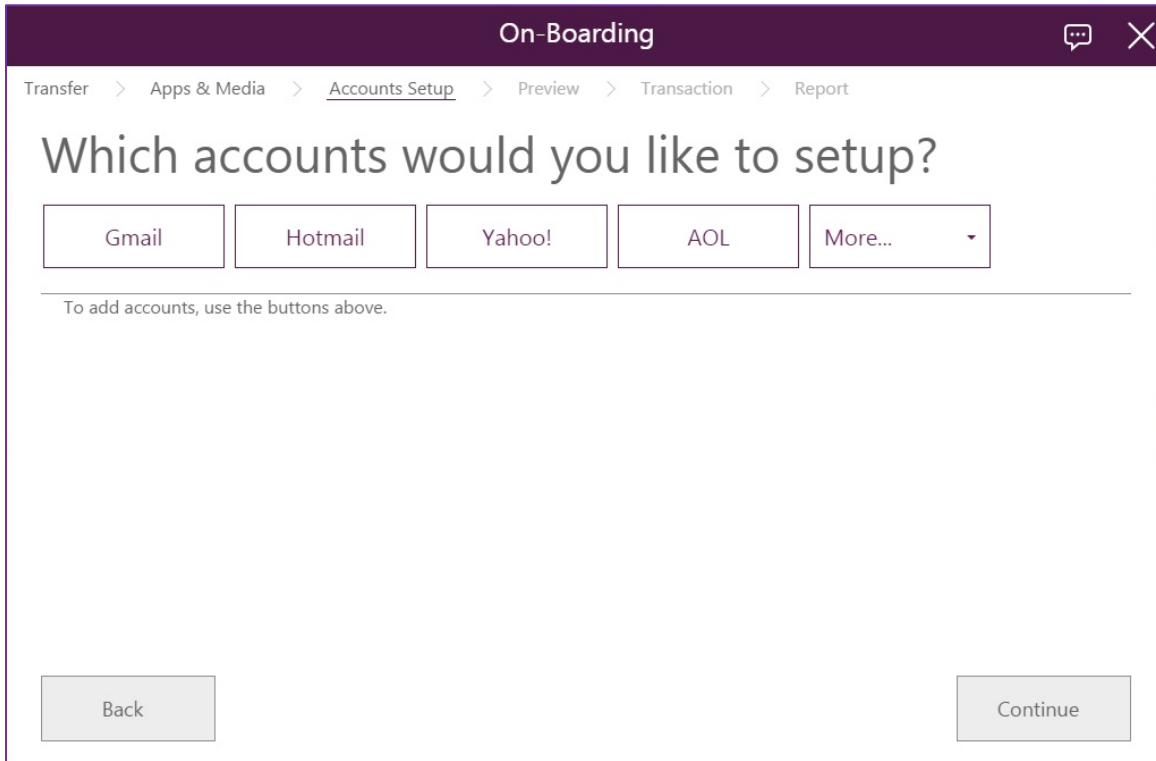 On-Boarding
Transfer > Apps & Media > Accounts Setup > Preview > Transaction > Report
Which accounts would you like to setup?
Gmail Hotmail Yahoo! AOL More...
To add accounts, use the buttons above.
Back Continue